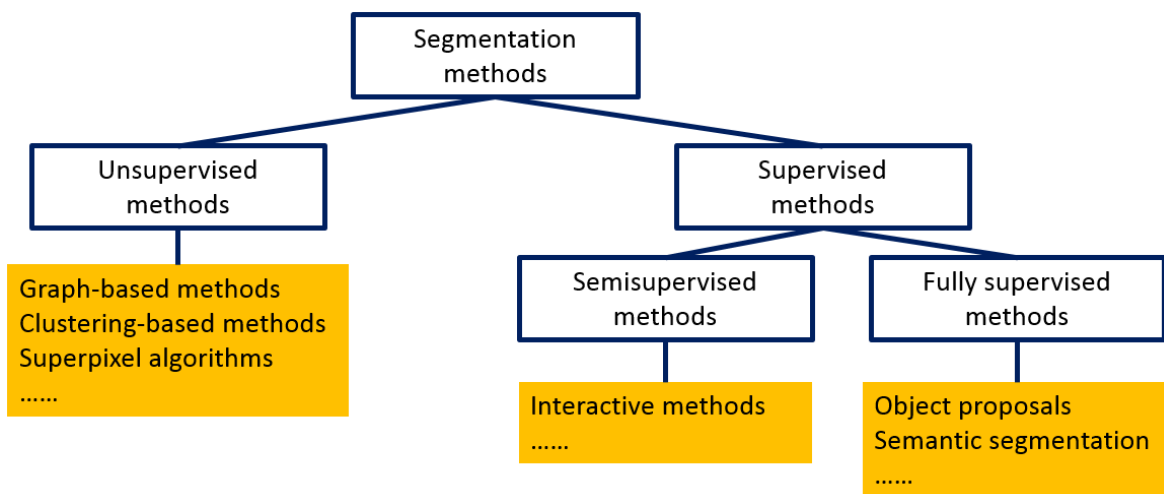 Segmentation
methods
Unsupervised
methods
Supervised
methods
Graph-based methods
Clustering-based methods
Superpixel algorithms
......
Semisupervised
methods
Fully supervised
methods
Interactive methods
......
Object proposals
Semantic segmentation
......